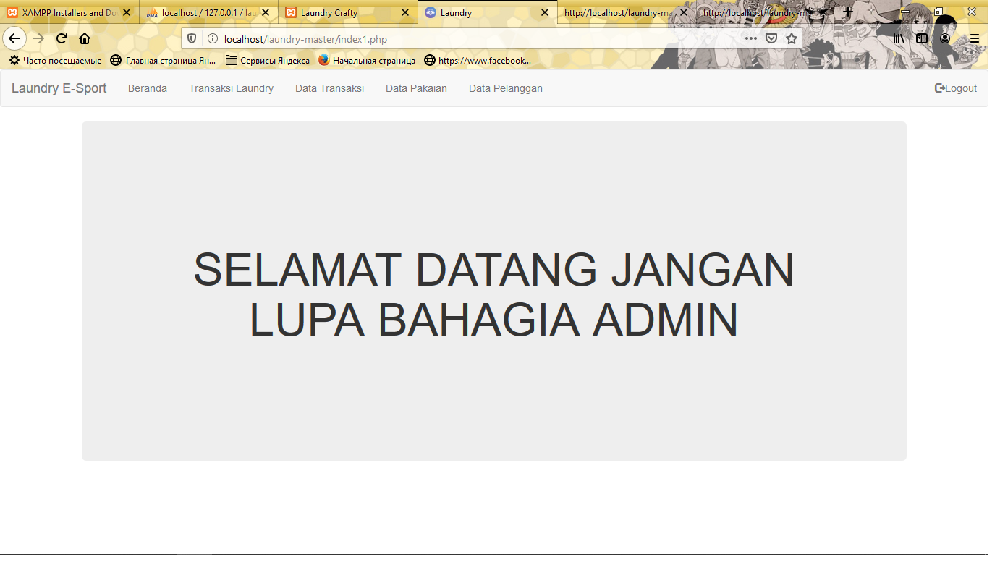 XAMPP Installers and Do
localhost / 127.0.0.1 / lau
Laundry Crafty
Laundry
http://localhost/laundry-ma
http://localhost/laundry-m
localhost/laundry-master/index1.php
Часто посещаемые
Главная страница Ян...
Сервисы Яндекса
Начальная страница
https://www.facebook...
Laundry E-Sport
Beranda
Transaksi Laundry
Data Transaksi
Data Pakaian
Data Pelanggan
Logout
SELAMAT DATANG JANGAN
LUPA BAHAGIA ADMIN